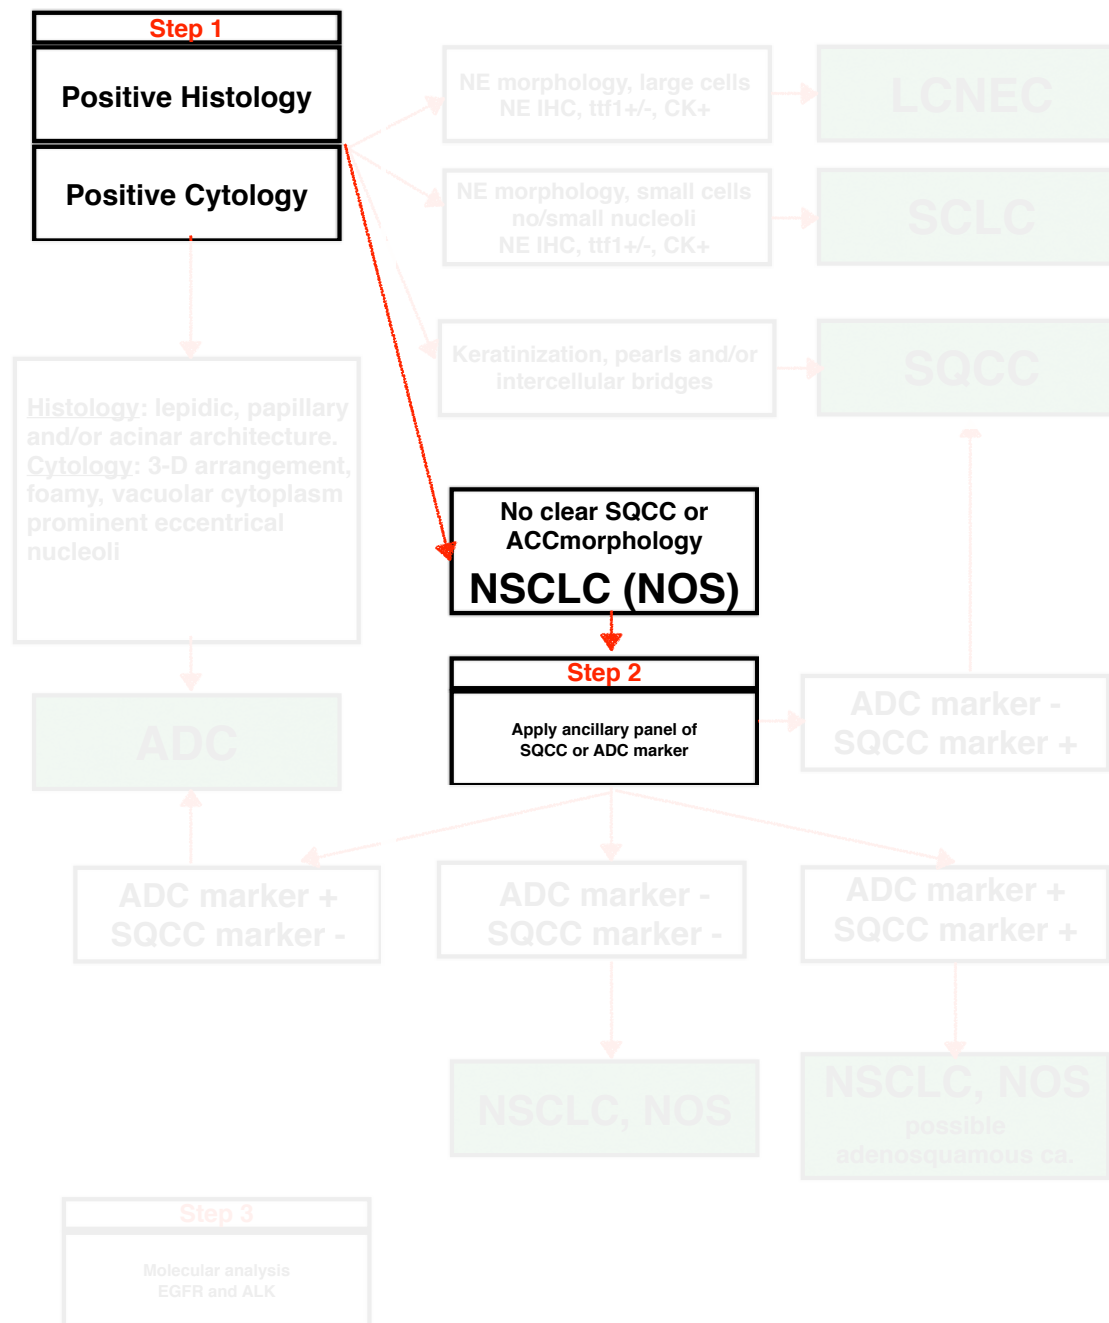 Step 1
Positive Histology
Positive Cytology
NE morphology, large cells
NE IHC, ttf1+/-, CK+
LCNEC
NE morphology, small cells
no/small nucleoli
NE IHC, ttf1+/-, CK+
SCLC
Keratinization, pearls and/or
intercellular bridges
SQCC
Histology: lepidic, papillary
and/or acinar architecture.
Cytology: 3-D arrangement,
foamy, vacuolar cytoplasm
prominent eccentrical
nucleoli
No clear SQCC or
ACCmorphology
NSCLC (NOS)
Step 2
Apply ancillary panel of
SQCC or ADC marker
ADC marker -
SQCC marker +
ADC
ADC marker +
SQCC marker -
ADC marker -
SQCC marker -
ADC marker +
SQCC marker +
NSCLC, NOS
NSCLC, NOS
possible
adenosquamous ca.
Step 3
Molecular analysis
EGFR and ALK